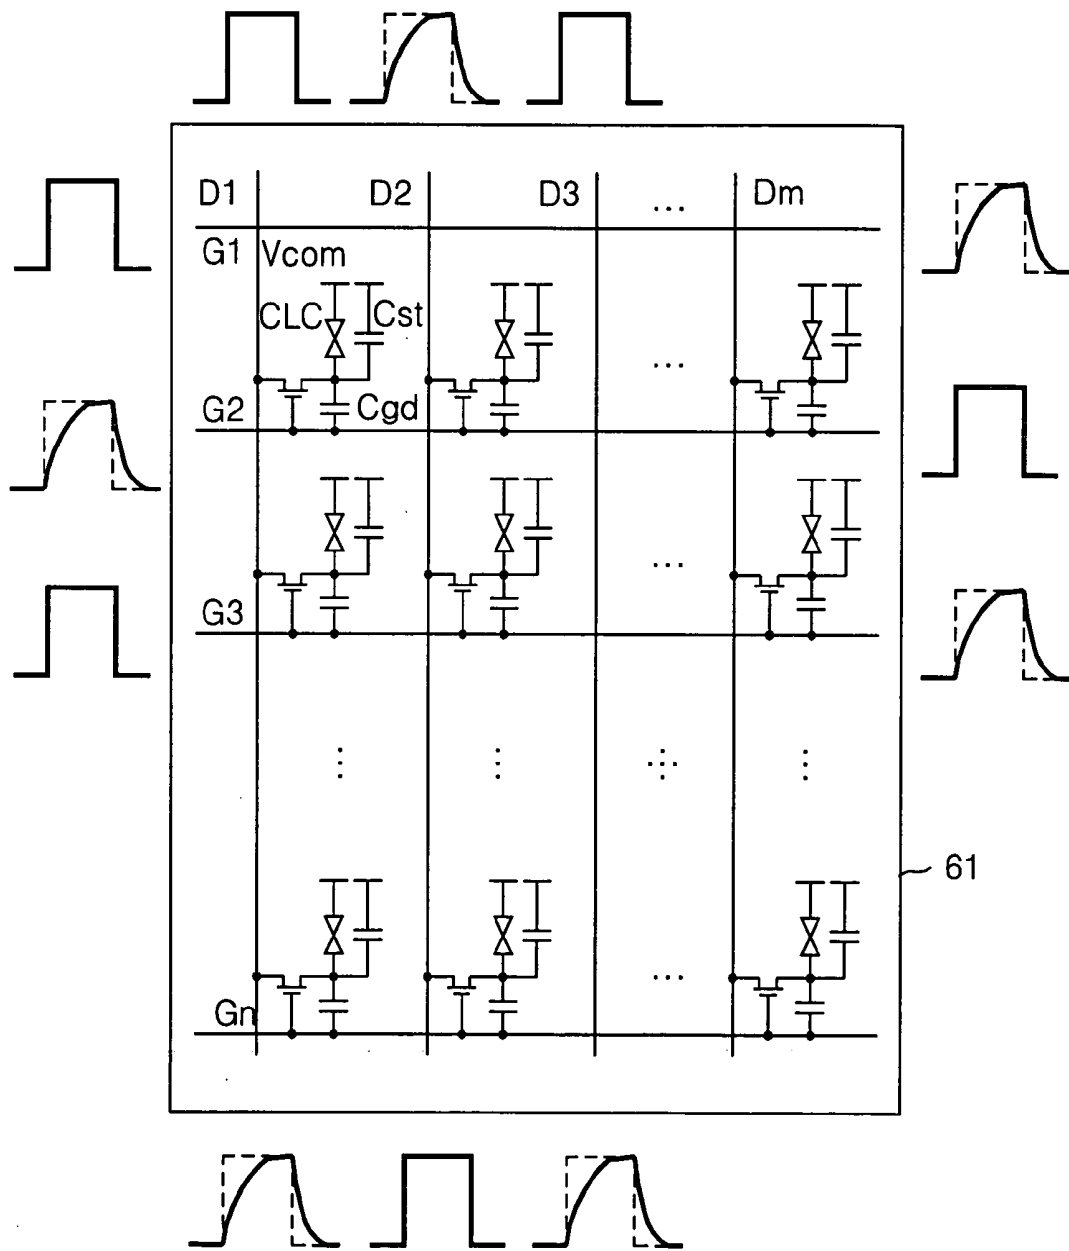 D1 D2 D3 ... Dm
G1 Vcom
CLC Cst
...
G2 Cgd
...
G3
61
...
Gn